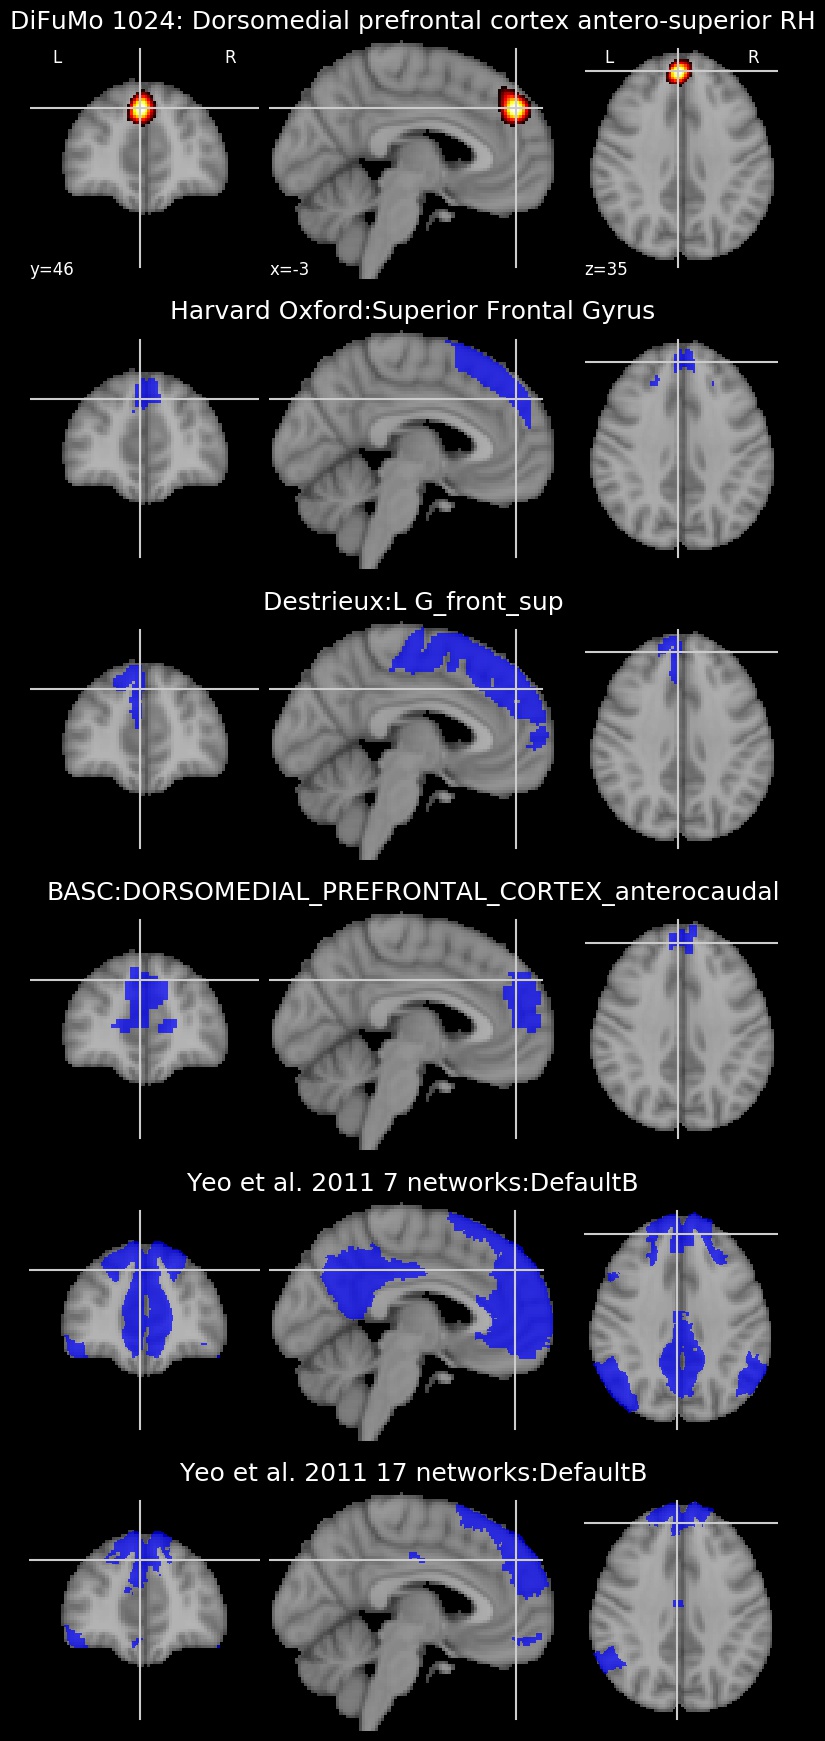 DiFuMo 1024: Dorsomedial prefrontal cortex antero-superior RH
L R L R
y=46 x=-3 z=35
Harvard Oxford:Superior Frontal Gyrus
Destrieux:L G_front_sup
BASC:DORSOMEDIAL_PREFRONTAL_CORTEX_anterocaudal
Yeo et al. 2011 7 networks:DefaultB
Yeo et al. 2011 17 networks:DefaultB